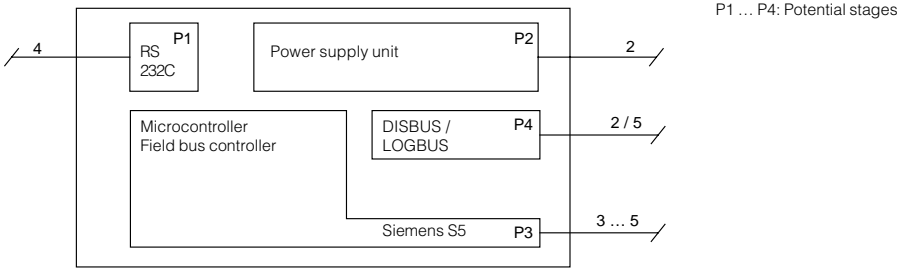 P1 … P4: Potential stages
4
RS
232C
P1
Power supply unit
P2
2
Microcontroller
Field bus controller
DISBUS /
LOGBUS
P4
2 / 5
Siemens S5
P3
3 … 5